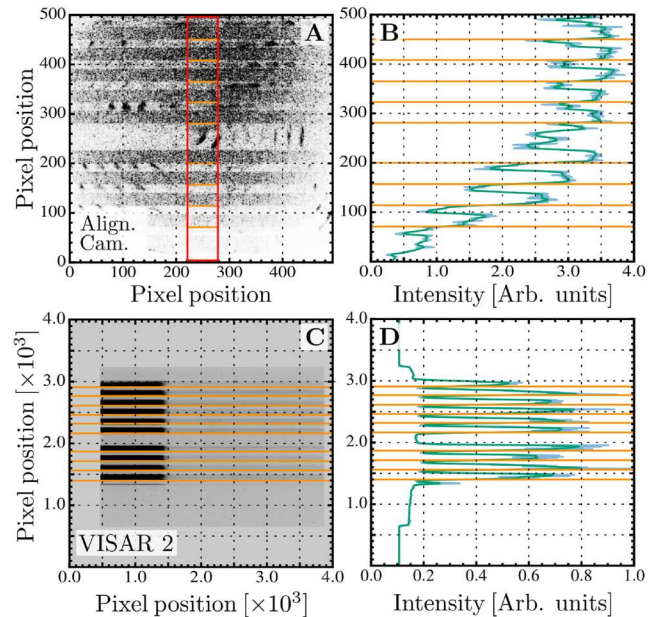 500
400
300
200
100
0
Pixel position
A
Align.
Cam.
0 100 200 300 400
Pixel position
500
400
300
200
100
B
0.0 1.0 2.0 3.0 4.0
Intensity [Arb. units]
4.0
3.0
2.0
1.0
Pixel position [×10³]
C
VISAR 2
0.0 1.0 2.0 3.0 4.0
Pixel position [×10³]
4.0
3.0
2.0
1.0
D
0.0 0.2 0.4 0.6 0.8 1.0
Intensity [Arb. units]